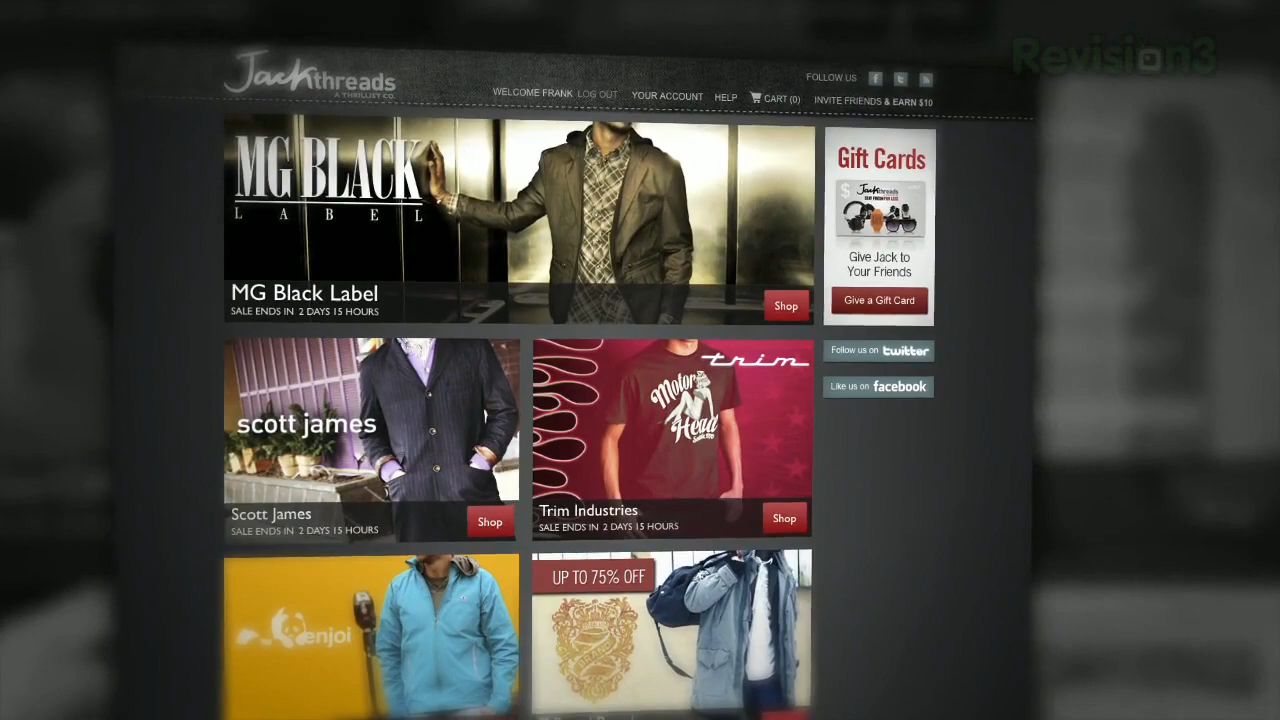 Revision3
Jackthreads
A THRILLIST CO.
FOLLOW US
WELCOME FRANK LOG OUT YOUR ACCOUNT HELP CART (0) INVITE FRIENDS & EARN $10
MG BLACK
LABEL
MG Black Label
SALE ENDS IN 2 DAYS 15 HOURS
Shop
Gift Cards
$
Jackthreads
Give Jack to
Your Friends
Give a Gift Card
Follow us on twitter
Like us on facebook
scott james
Scott James
SALE ENDS IN 2 DAYS 15 HOURS
Shop
trim
Motor
Head
Trim Industries
SALE ENDS IN 2 DAYS 15 HOURS
Shop
enjoi
UP TO 75% OFF